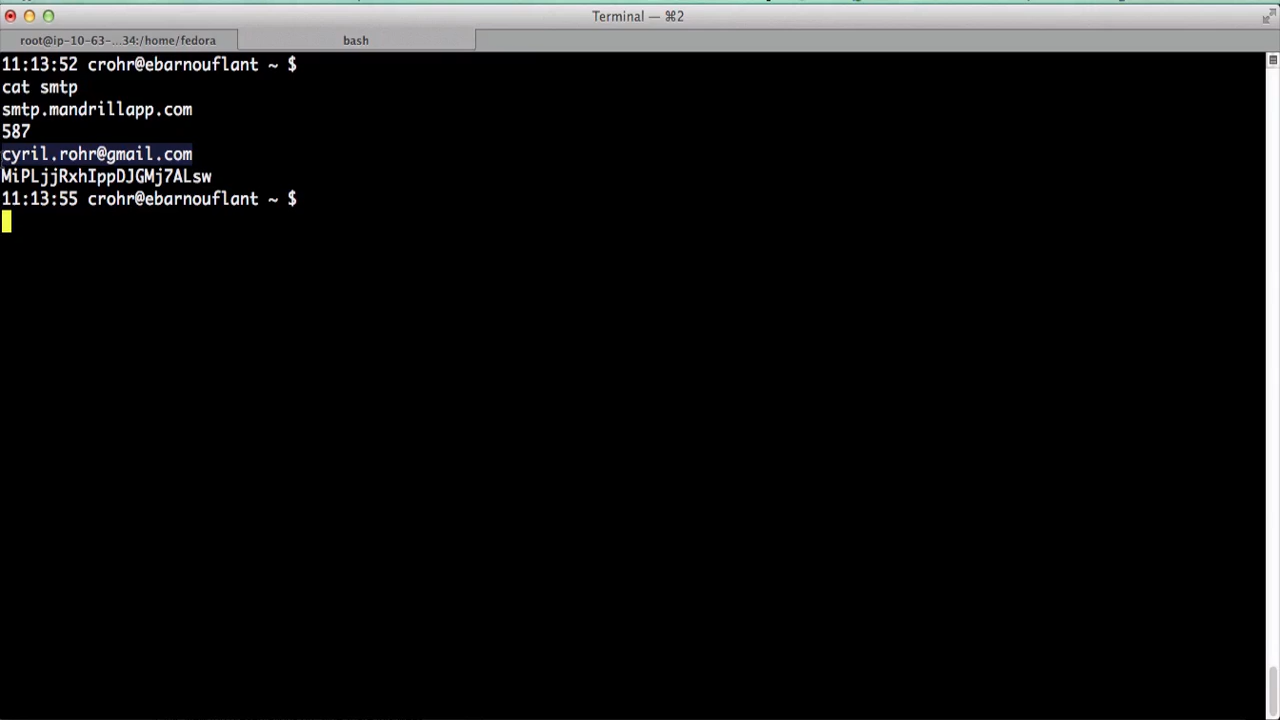 Terminal — ⌘2
root@ip-10-63-...34:/home/fedora
bash
11:13:52 crohr@ebarnouflant ~ $
cat smtp
smtp.mandrillapp.com
587
cyril.rohr@gmail.com
MiPLjjRxhIppDJGMj7ALsw
11:13:55 crohr@ebarnouflant ~ $